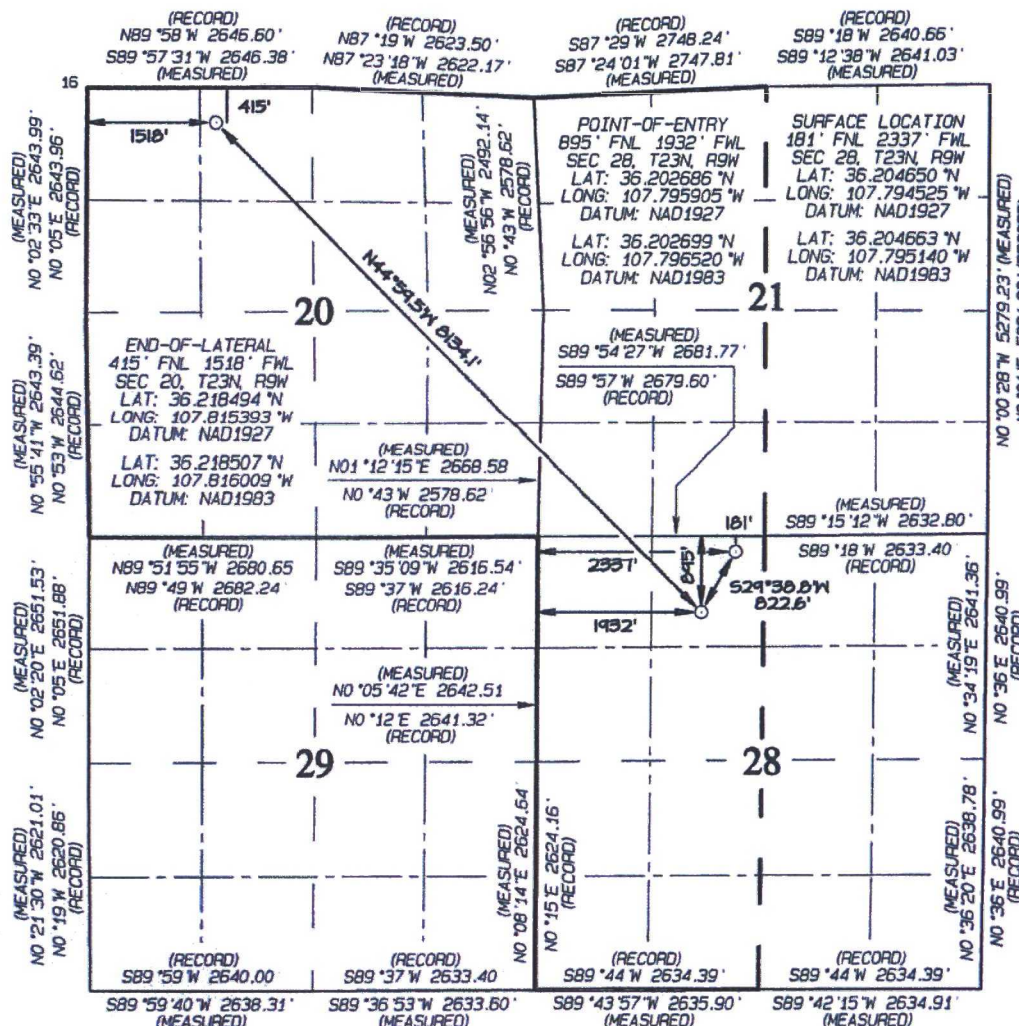 (RECORD)
N89°58'W 2646.60'
S89°57'31"W 2646.38'
(MEASURED)
(RECORD)
N87°19'W 2623.50'
N87°23'18"W 2622.17'
(MEASURED)
(RECORD)
S87°29'W 2748.24'
S87°24'01"W 2747.81'
(MEASURED)
(RECORD)
S89°18'W 2640.66'
S89°12'38"W 2641.03'
(MEASURED)
16
415'
1518'
(MEASURED)
N0°02'33"E 2643.99'
N0°05'E 2643.96'
(RECORD)
(MEASURED)
N02°56'56"W 2492.14'
N0°43'W 2578.62'
(RECORD)
POINT-OF-ENTRY
895' FNL 1932' FWL
SEC 28, T23N, R9W
LAT: 36.202686°N
LONG: 107.795905°W
DATUM: NAD1927
LAT: 36.202699°N
LONG: 107.796520°W
DATUM: NAD1983
SURFACE LOCATION
181' FNL 2337' FWL
SEC 28, T23N, R9W
LAT: 36.204650°N
LONG: 107.794525°W
DATUM: NAD1927
LAT: 36.204663°N
LONG: 107.795140°W
DATUM: NAD1983
N0°00'28"W 5279.23' (MEASURED)
N44°59.5'W 8134.1'
20
21
END-OF-LATERAL
415' FNL 1518' FWL
SEC 20, T23N, R9W
LAT: 36.218494°N
LONG: 107.815393°W
DATUM: NAD1927
LAT: 36.218507°N
LONG: 107.816009°W
DATUM: NAD1983
(MEASURED)
N0°55'41"W 2643.39'
N0°53'W 2644.62'
(RECORD)
(MEASURED)
S89°54'27"W 2681.77'
S89°57'W 2679.60'
(RECORD)
(MEASURED)
N01°12'15"E 2668.58
N0°43'W 2578.62'
(RECORD)
(MEASURED)
S89°15'12"W 2632.80'
S89°18'W 2633.40
(RECORD)
181'
2337'
895'
S29°38.8'W
822.6'
1932'
(MEASURED)
N89°51'55"W 2680.65
N89°49'W 2682.24
(RECORD)
(MEASURED)
S89°35'09"W 2616.54'
S89°37'W 2616.24'
(RECORD)
(MEASURED)
N0°02'20"E 2651.53'
N0°05'E 2651.88'
(RECORD)
(MEASURED)
N0°34'19"E 2641.36'
N0°36'E 2640.99'
(RECORD)
(MEASURED)
N0°05'42"E 2642.51
N0°12'E 2641.32'
(RECORD)
29
28
(MEASURED)
N0°21'30"W 2621.01'
N0°19'W 2620.86'
(RECORD)
(MEASURED)
N0°08'14"E 2624.64'
N0°15'E 2624.16'
(RECORD)
(MEASURED)
N0°36'20"E 2638.78'
N0°36'E 2640.99'
(RECORD)
(RECORD)
S89°59'W 2640.00
S89°59'40"W 2638.31'
(MEASURED)
(RECORD)
S89°37'W 2633.40
S89°36'53"W 2633.60'
(MEASURED)
(RECORD)
S89°44'W 2634.39'
S89°43'57"W 2635.90'
(MEASURED)
(RECORD)
S89°44'W 2634.39'
S89°42'15"W 2634.91'
(MEASURED)